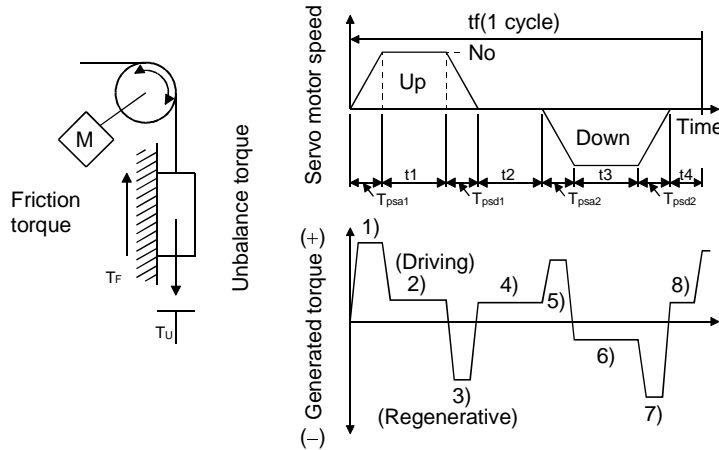 M
Friction
torque
TF
TU
Unbalance torque
Servo motor speed
tf(1 cycle)
No
Up
Down
Time
t1
t2
t3
t4
Tpsa1
Tpsd1
Tpsa2
Tpsd2
Generated torque
(+)
(–)
1)
(Driving)
2)
3)
(Regenerative)
4)
5)
6)
7)
8)